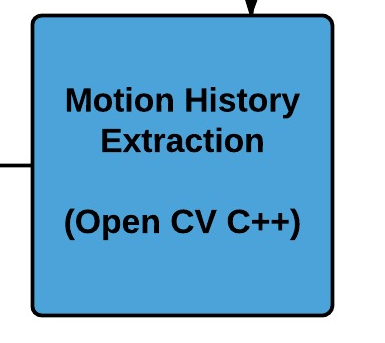 Motion History
Extraction
(Open CV C++)